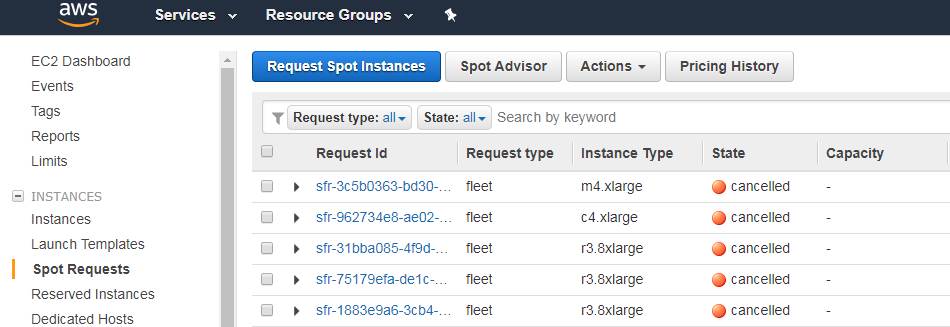 aws
Services
Resource Groups
EC2 Dashboard
Events
Tags
Reports
Limits
INSTANCES
Instances
Launch Templates
Spot Requests
Reserved Instances
Dedicated Hosts
Request Spot Instances
Spot Advisor
Actions
Pricing History
Request type: all
State: all
Search by keyword
Request Id Request type Instance Type State Capacity
sfr-3c5b0363-bd30-... fleet m4.xlarge cancelled -
sfr-962734e8-ae02-... fleet c4.xlarge cancelled -
sfr-31bba085-4f9d-... fleet r3.8xlarge cancelled -
sfr-75179efa-de1c-... fleet r3.8xlarge cancelled -
sfr-1883e9a6-3cb4-... fleet r3.8xlarge cancelled -